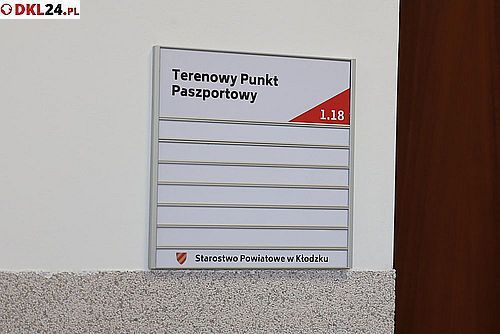 DKL24.PL
Terenowy Punkt
Paszportowy
1.18
Starostwo Powiatowe w Kłodzku